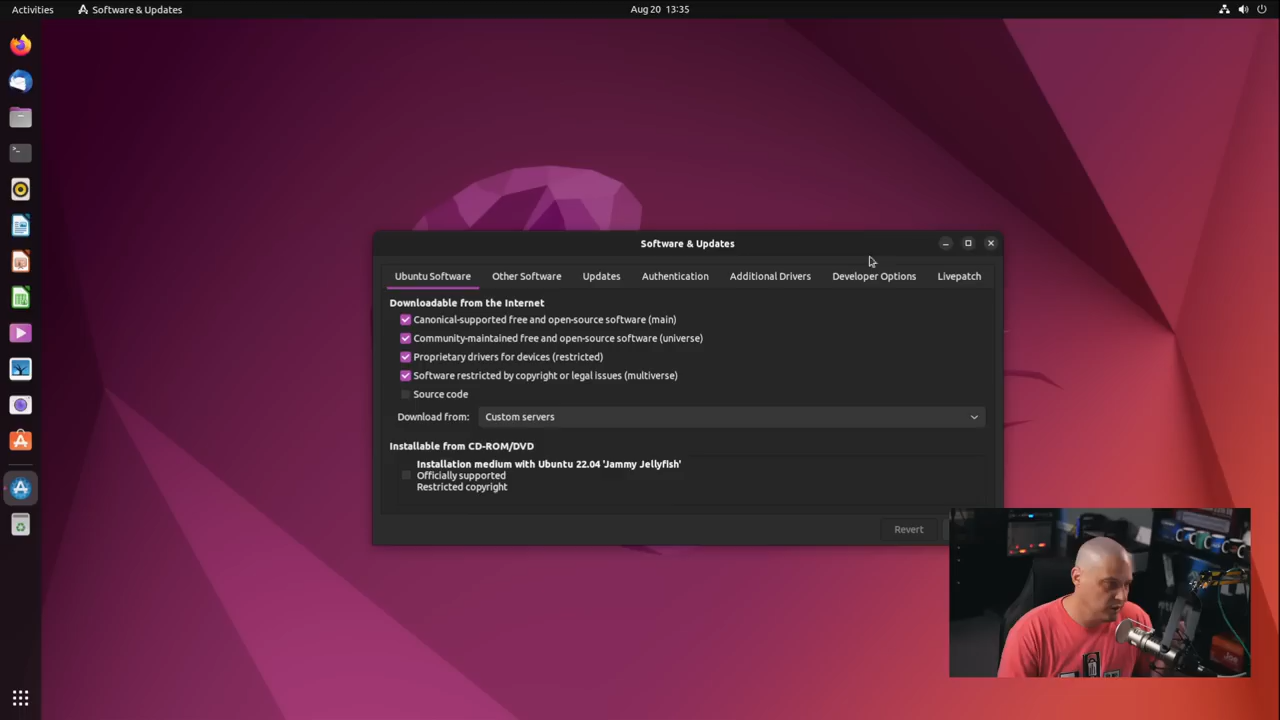 Activities
Software & Updates
Aug 20 13:35
Software & Updates
Ubuntu Software
Other Software
Updates
Authentication
Additional Drivers
Developer Options
Livepatch
Downloadable from the Internet
Canonical-supported free and open-source software (main)
Community-maintained free and open-source software (universe)
Proprietary drivers for devices (restricted)
Software restricted by copyright or legal issues (multiverse)
Source code
Download from: Custom servers
Installable from CD-ROM/DVD
Installation medium with Ubuntu 22.04 'Jammy Jellyfish'
Officially supported
Restricted copyright
Revert